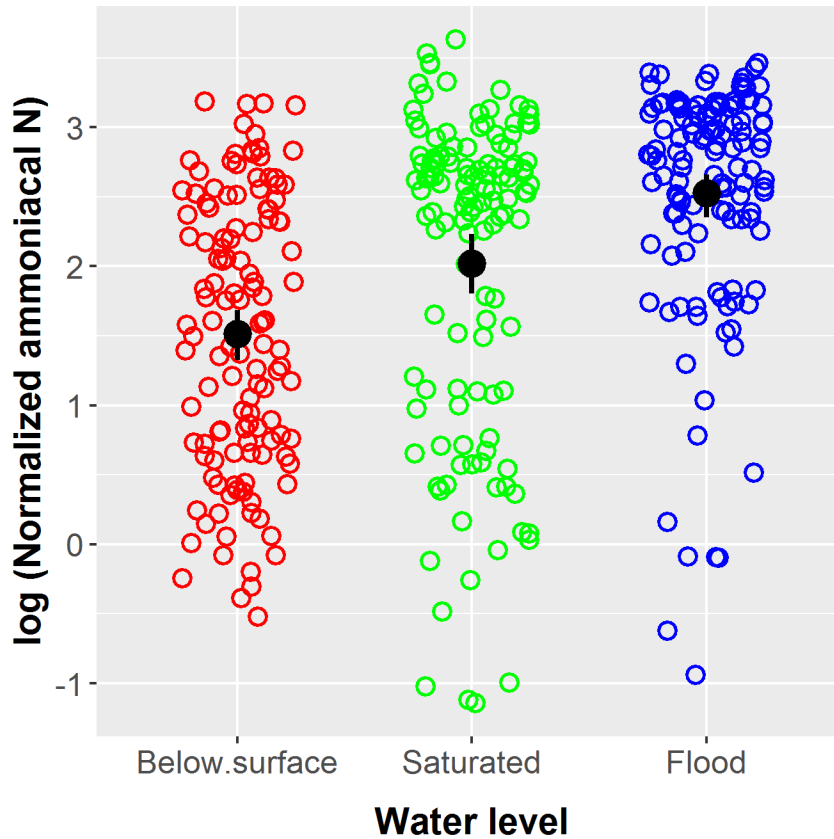 log (Normalized ammoniacal N)
3
2
1
0
-1
Below.surface Saturated Flood
Water level